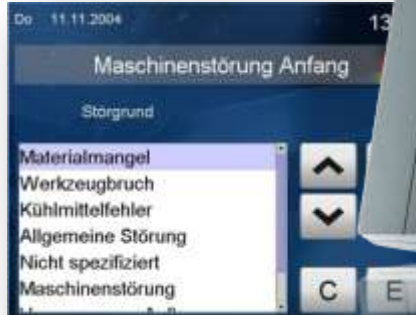 Do 11.11.2004 13
Maschinenstörung Anfang
Störgrund
Materialmangel
Werkzeugbruch
Kühlmittelfehler
Allgemeine Störung
Nicht spezifiziert
Maschinenstörung
C E